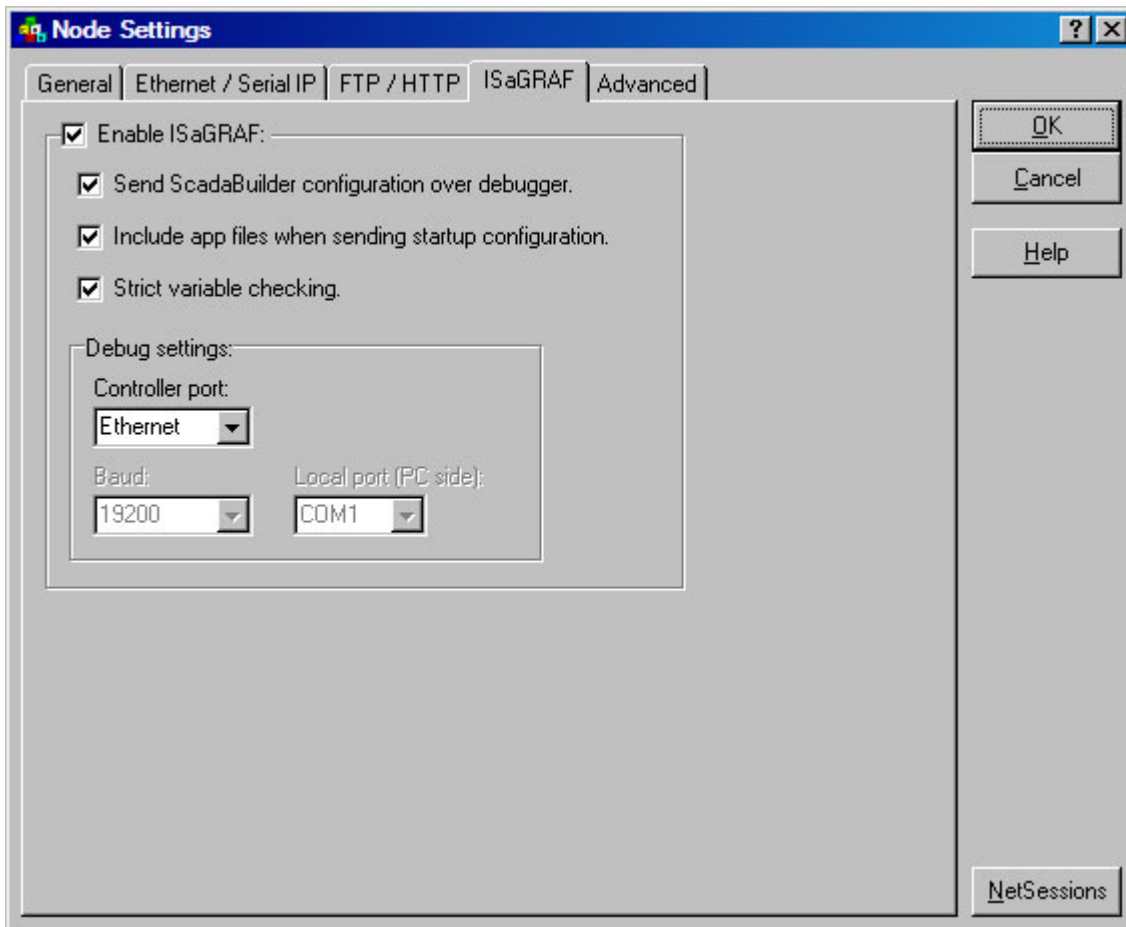 Node Settings
General
Ethernet / Serial IP
FTP / HTTP
ISaGRAF
Advanced
Enable ISaGRAF:
Send ScadaBuilder configuration over debugger.
Include app files when sending startup configuration.
Strict variable checking.
Debug settings:
Controller port:
Ethernet
Baud:
Local port (PC side):
19200
COM1
OK
Cancel
Help
NetSessions